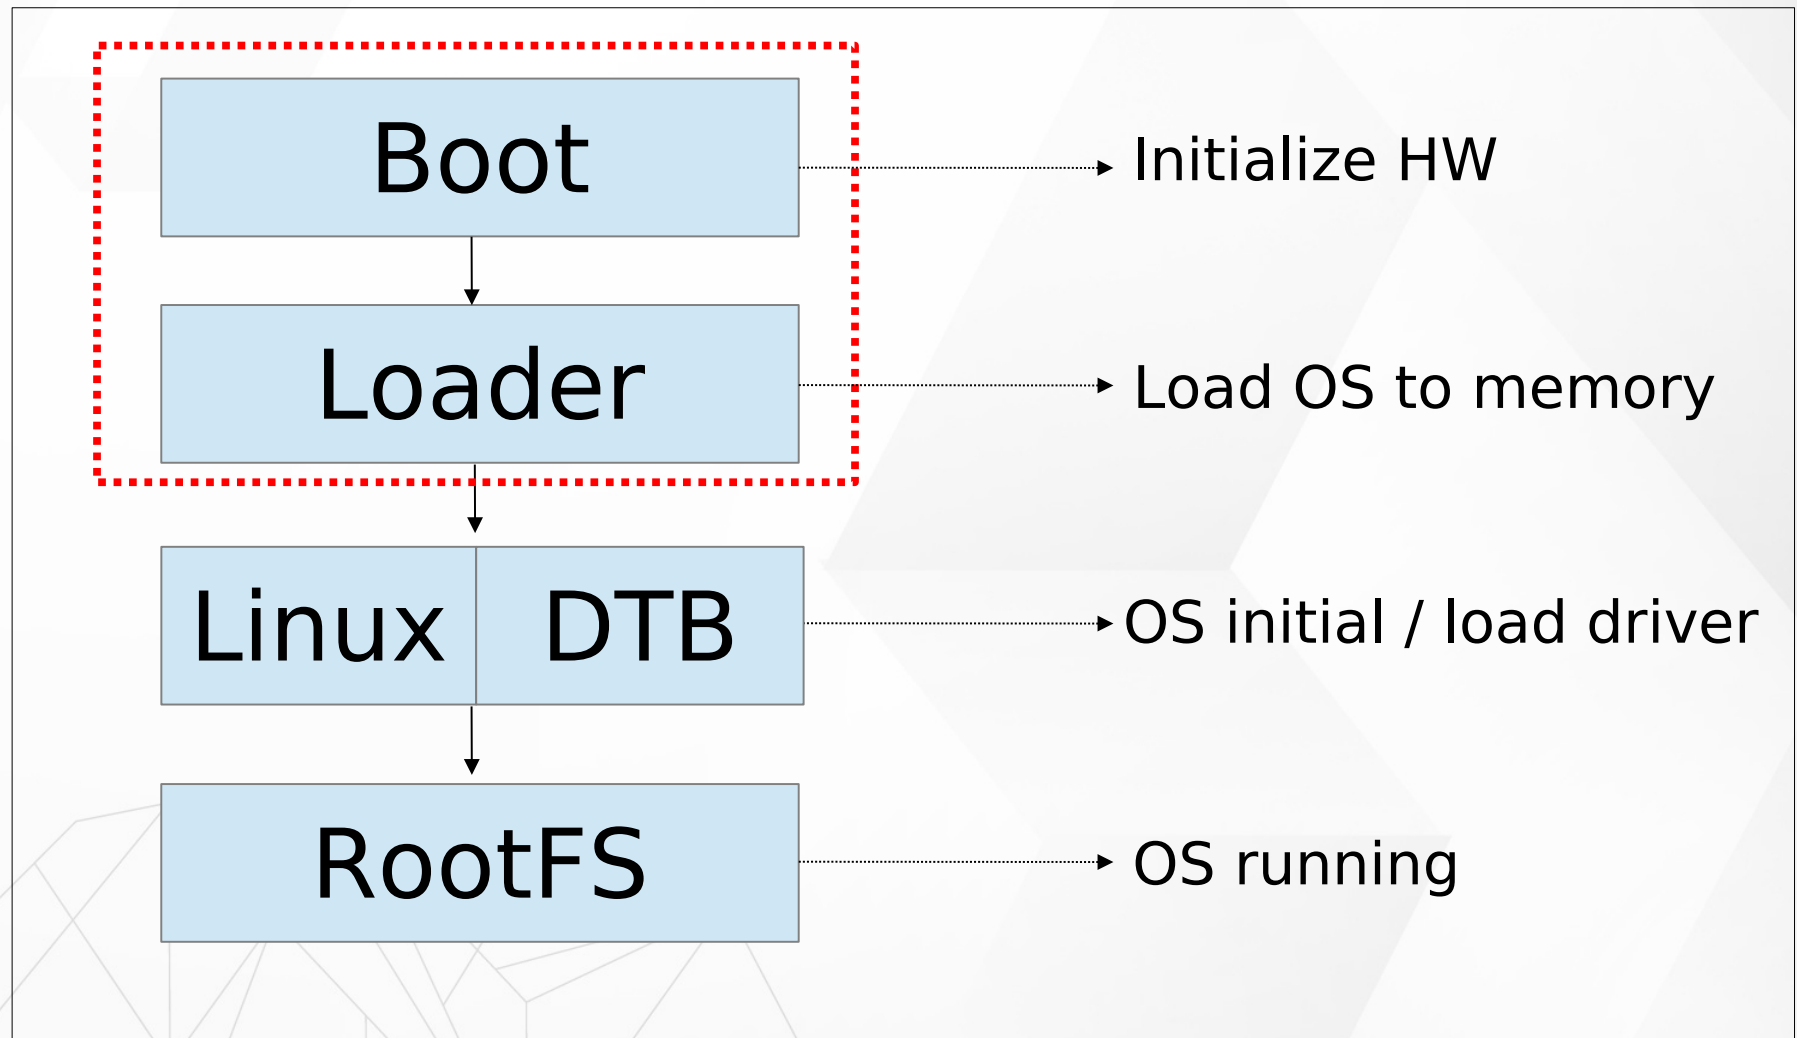 Boot
Initialize HW
Loader
Load OS to memory
Linux
DTB
OS initial / load driver
RootFS
OS running